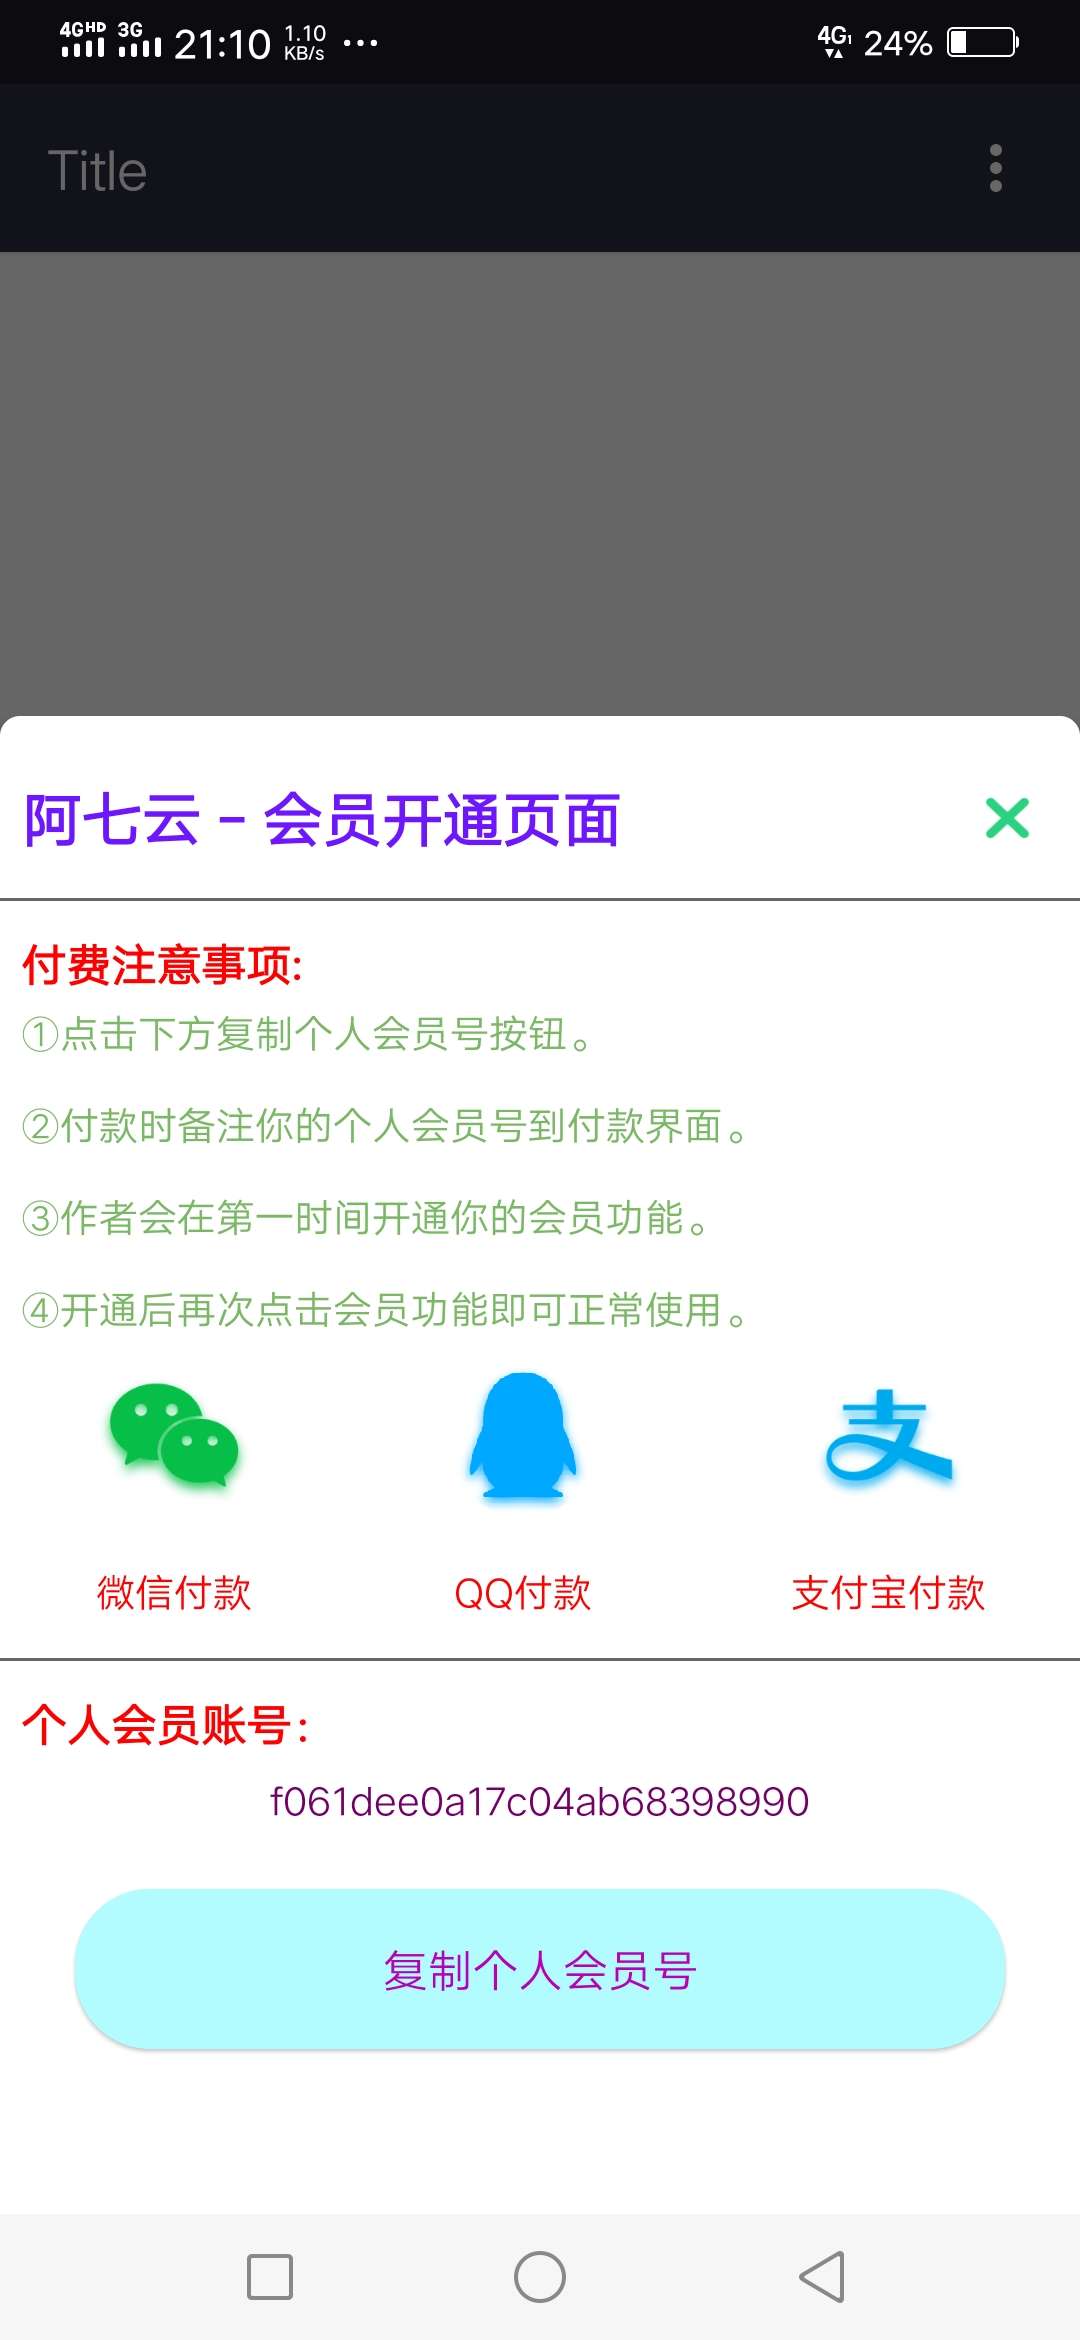 4GHD 3G 21:10 1.10 KB/s ... 4G1 24%
Title
阿七云 - 会员开通页面
付费注意事项:
①点击下方复制个人会员号按钮。
②付款时备注你的个人会员号到付款界面。
③作者会在第一时间开通你的会员功能。
④开通后再次点击会员功能即可正常使用。
支
微信付款 QQ付款 支付宝付款
个人会员账号:
f061dee0a17c04ab68398990
复制个人会员号